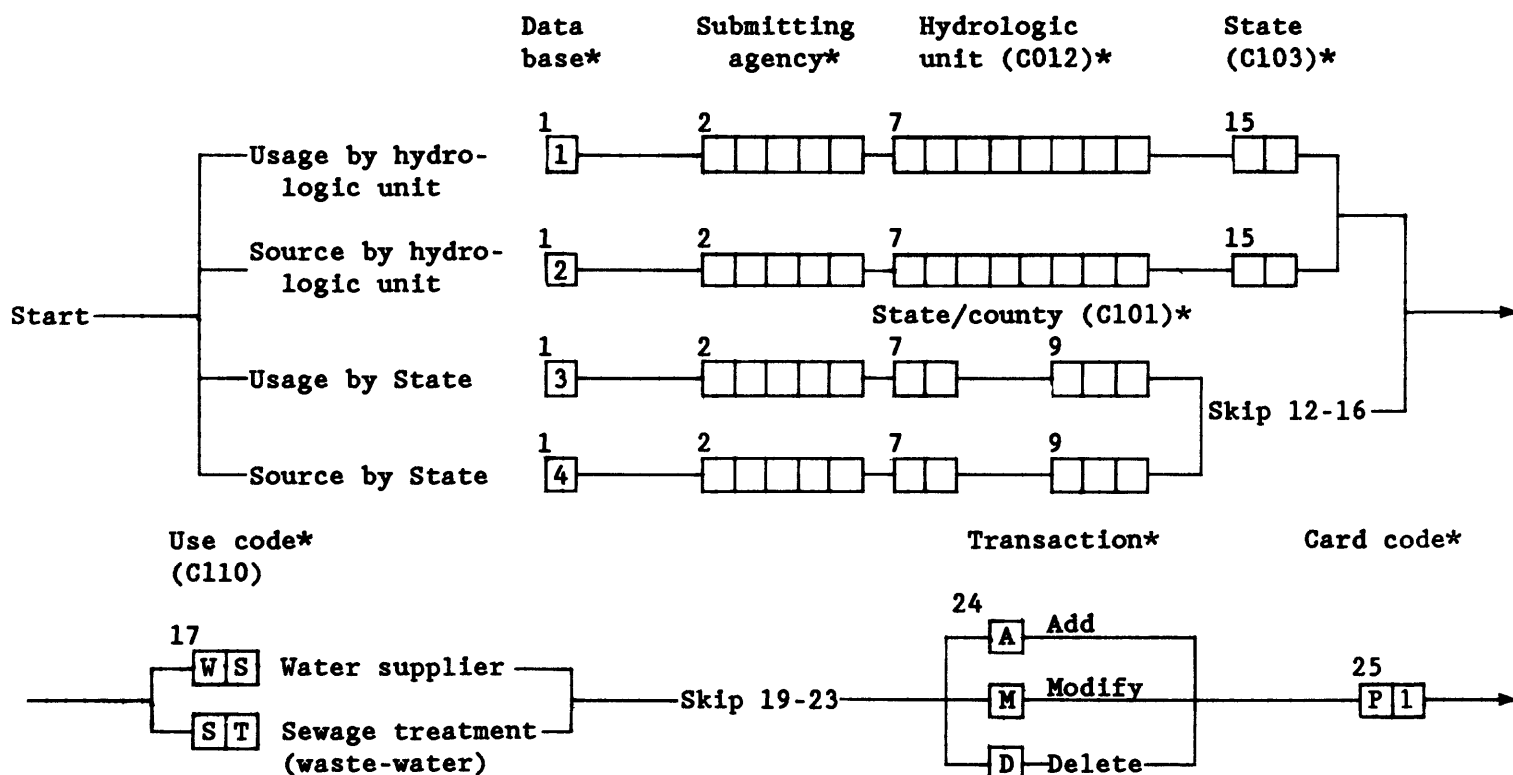 Data Submitting Hydrologic State
base* agency* unit (C012)* (C103)*
1 2 7 15
Usage by hydro- 1
logic unit
1 2 7 15
Source by hydro- 2
logic unit
Start State/county (C101)*
1 2 7 9
Usage by State 3
Skip 12-16
1 2 7 9
Source by State 4
Use code* Transaction* Card code*
(C110)
24
A Add
17 25
W S Water supplier
Skip 19-23 M Modify P 1
S T Sewage treatment
(waste-water) D Delete